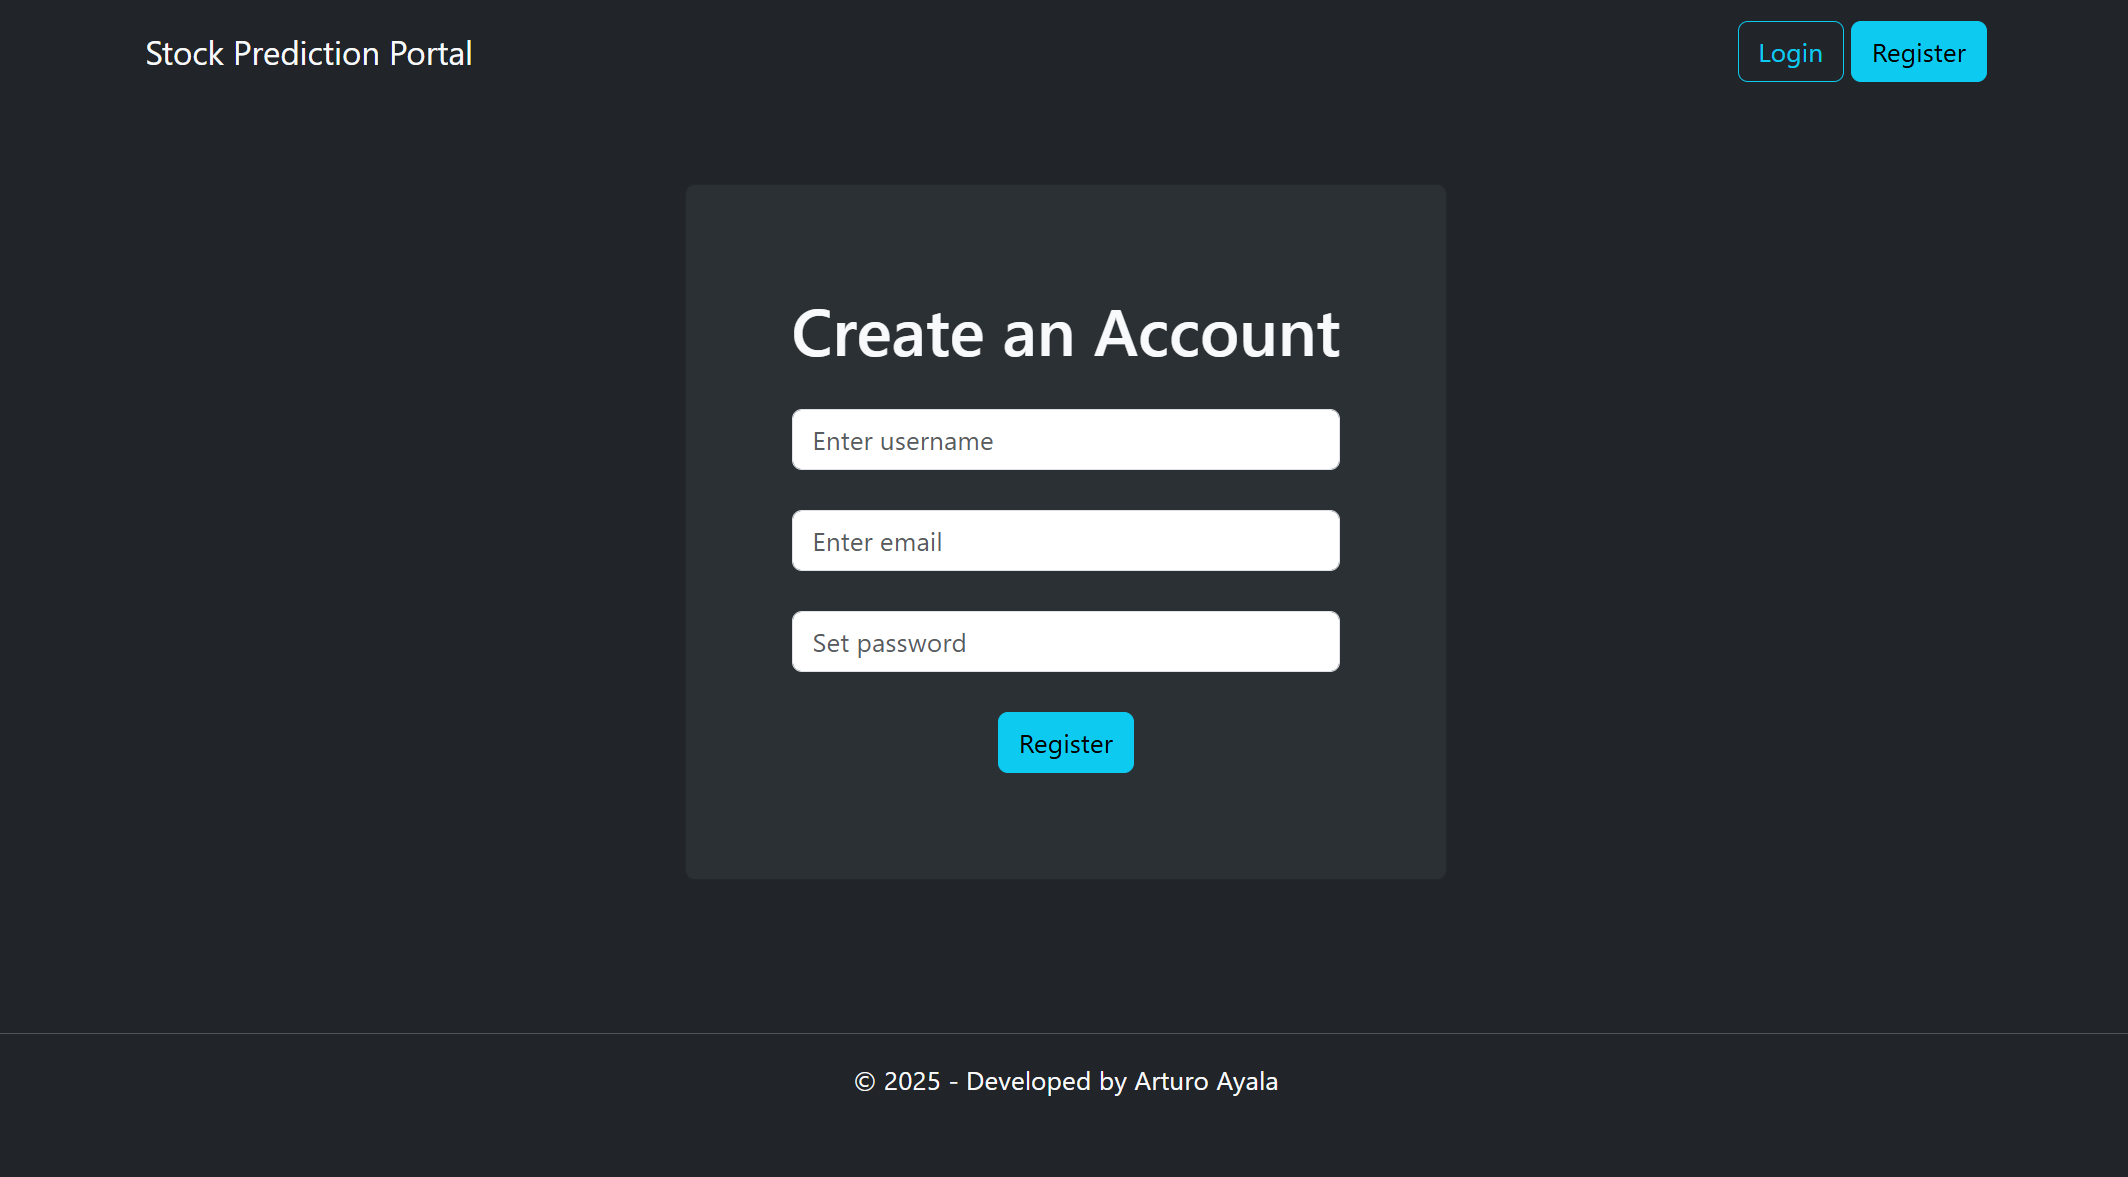 Stock Prediction Portal
Login
Register
Create an Account
Enter username
Enter email
Set password
Register
© 2025 - Developed by Arturo Ayala